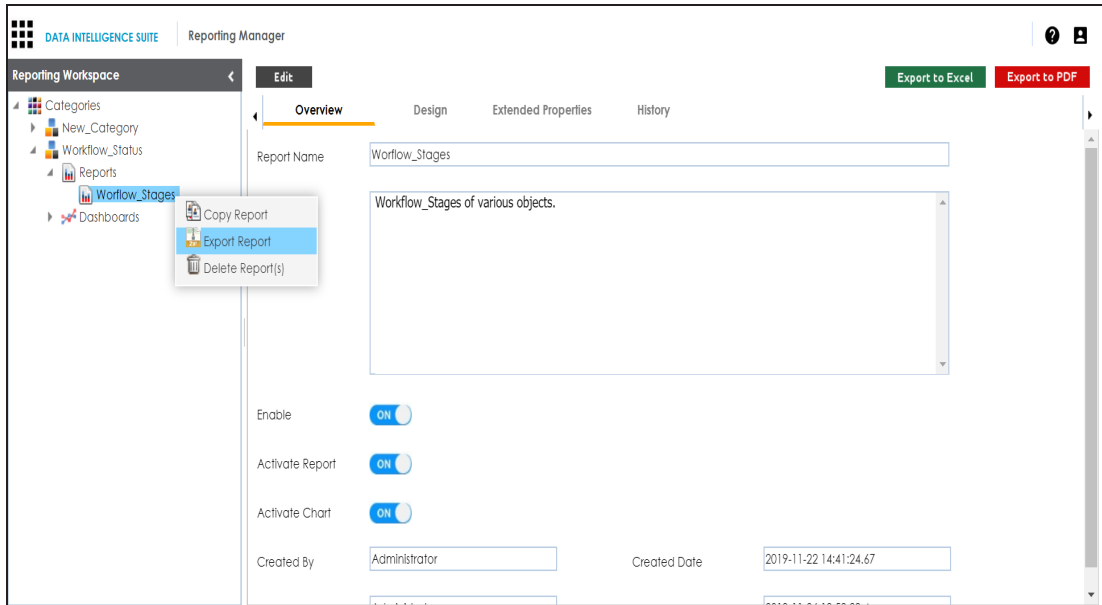 DATA INTELLIGENCE SUITE Reporting Manager
Reporting Workspace
Edit
Export to Excel
Export to PDF
Categories
New_Category
Workflow_Status
Reports
Worflow_Stages
Dashboards
Copy Report
Export Report
Delete Report(s)
Overview Design Extended Properties History
Report Name Worflow_Stages
Workflow_Stages of various objects.
Enable ON
Activate Report ON
Activate Chart ON
Created By Administrator Created Date 2019-11-22 14:41:24.67